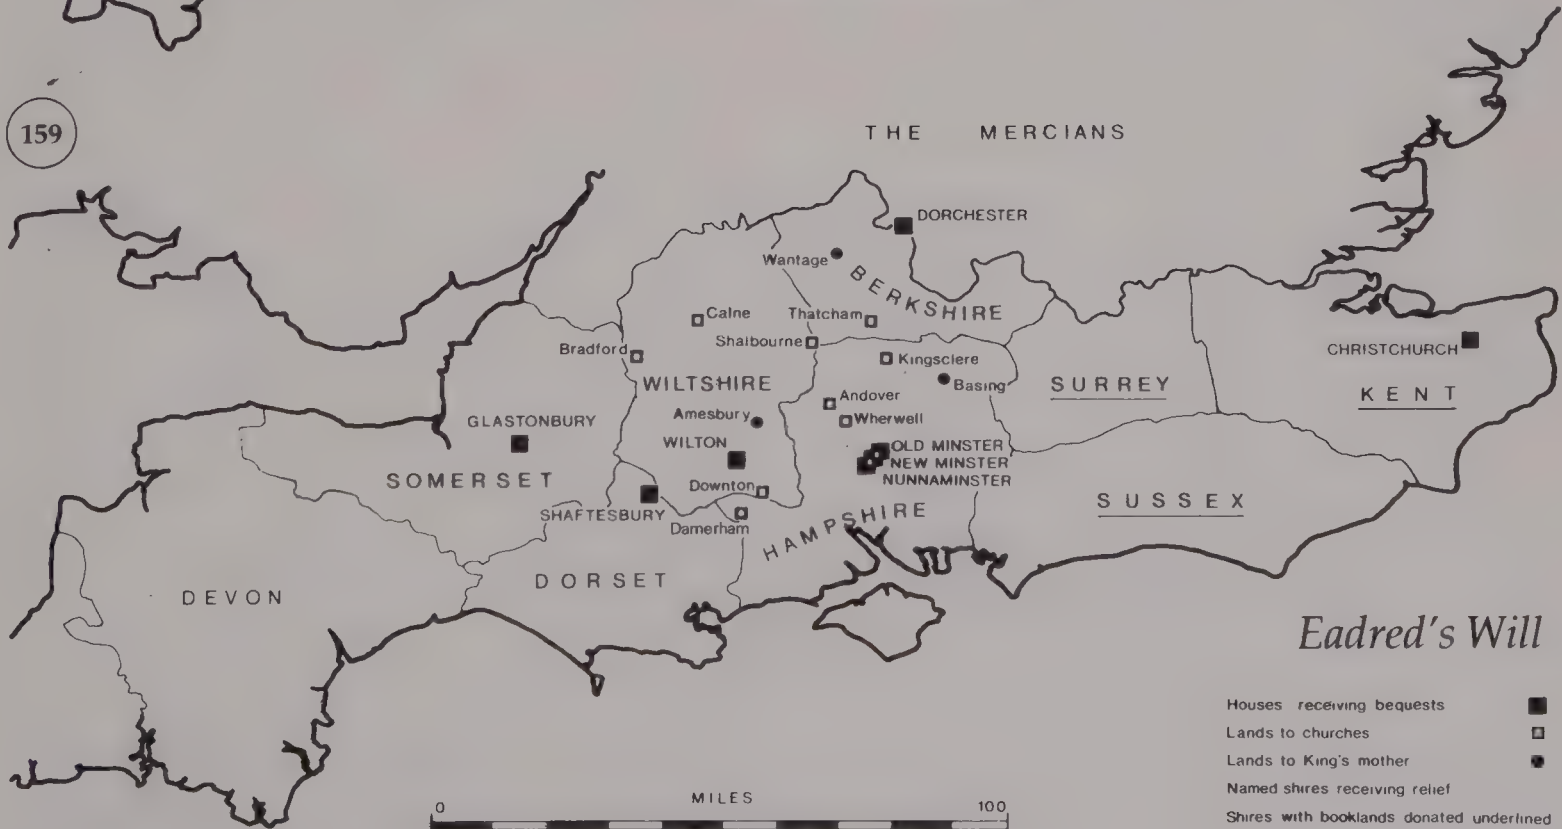 159
THE MERCIANS
DORCHESTER
Wantage
BERKSHIRE
Calne
Thatcham
Shalbourne
Bradford
Kingsclere
CHRISTCHURCH
WILTSHIRE
Basing
SURREY
KENT
Andover
Amesbury
Wherwell
GLASTONBURY
WILTON
OLD MINSTER
NEW MINSTER
NUNNAMINSTER
SOMERSET
Downton
SUSSEX
SHAFTESBURY
Damerham
HAMPSHIRE
DORSET
DEVON
Eadred's Will
Houses receiving bequests
Lands to churches
Lands to King's mother
Named shires receiving relief
Shires with booklands donated underlined
MILES
0 100